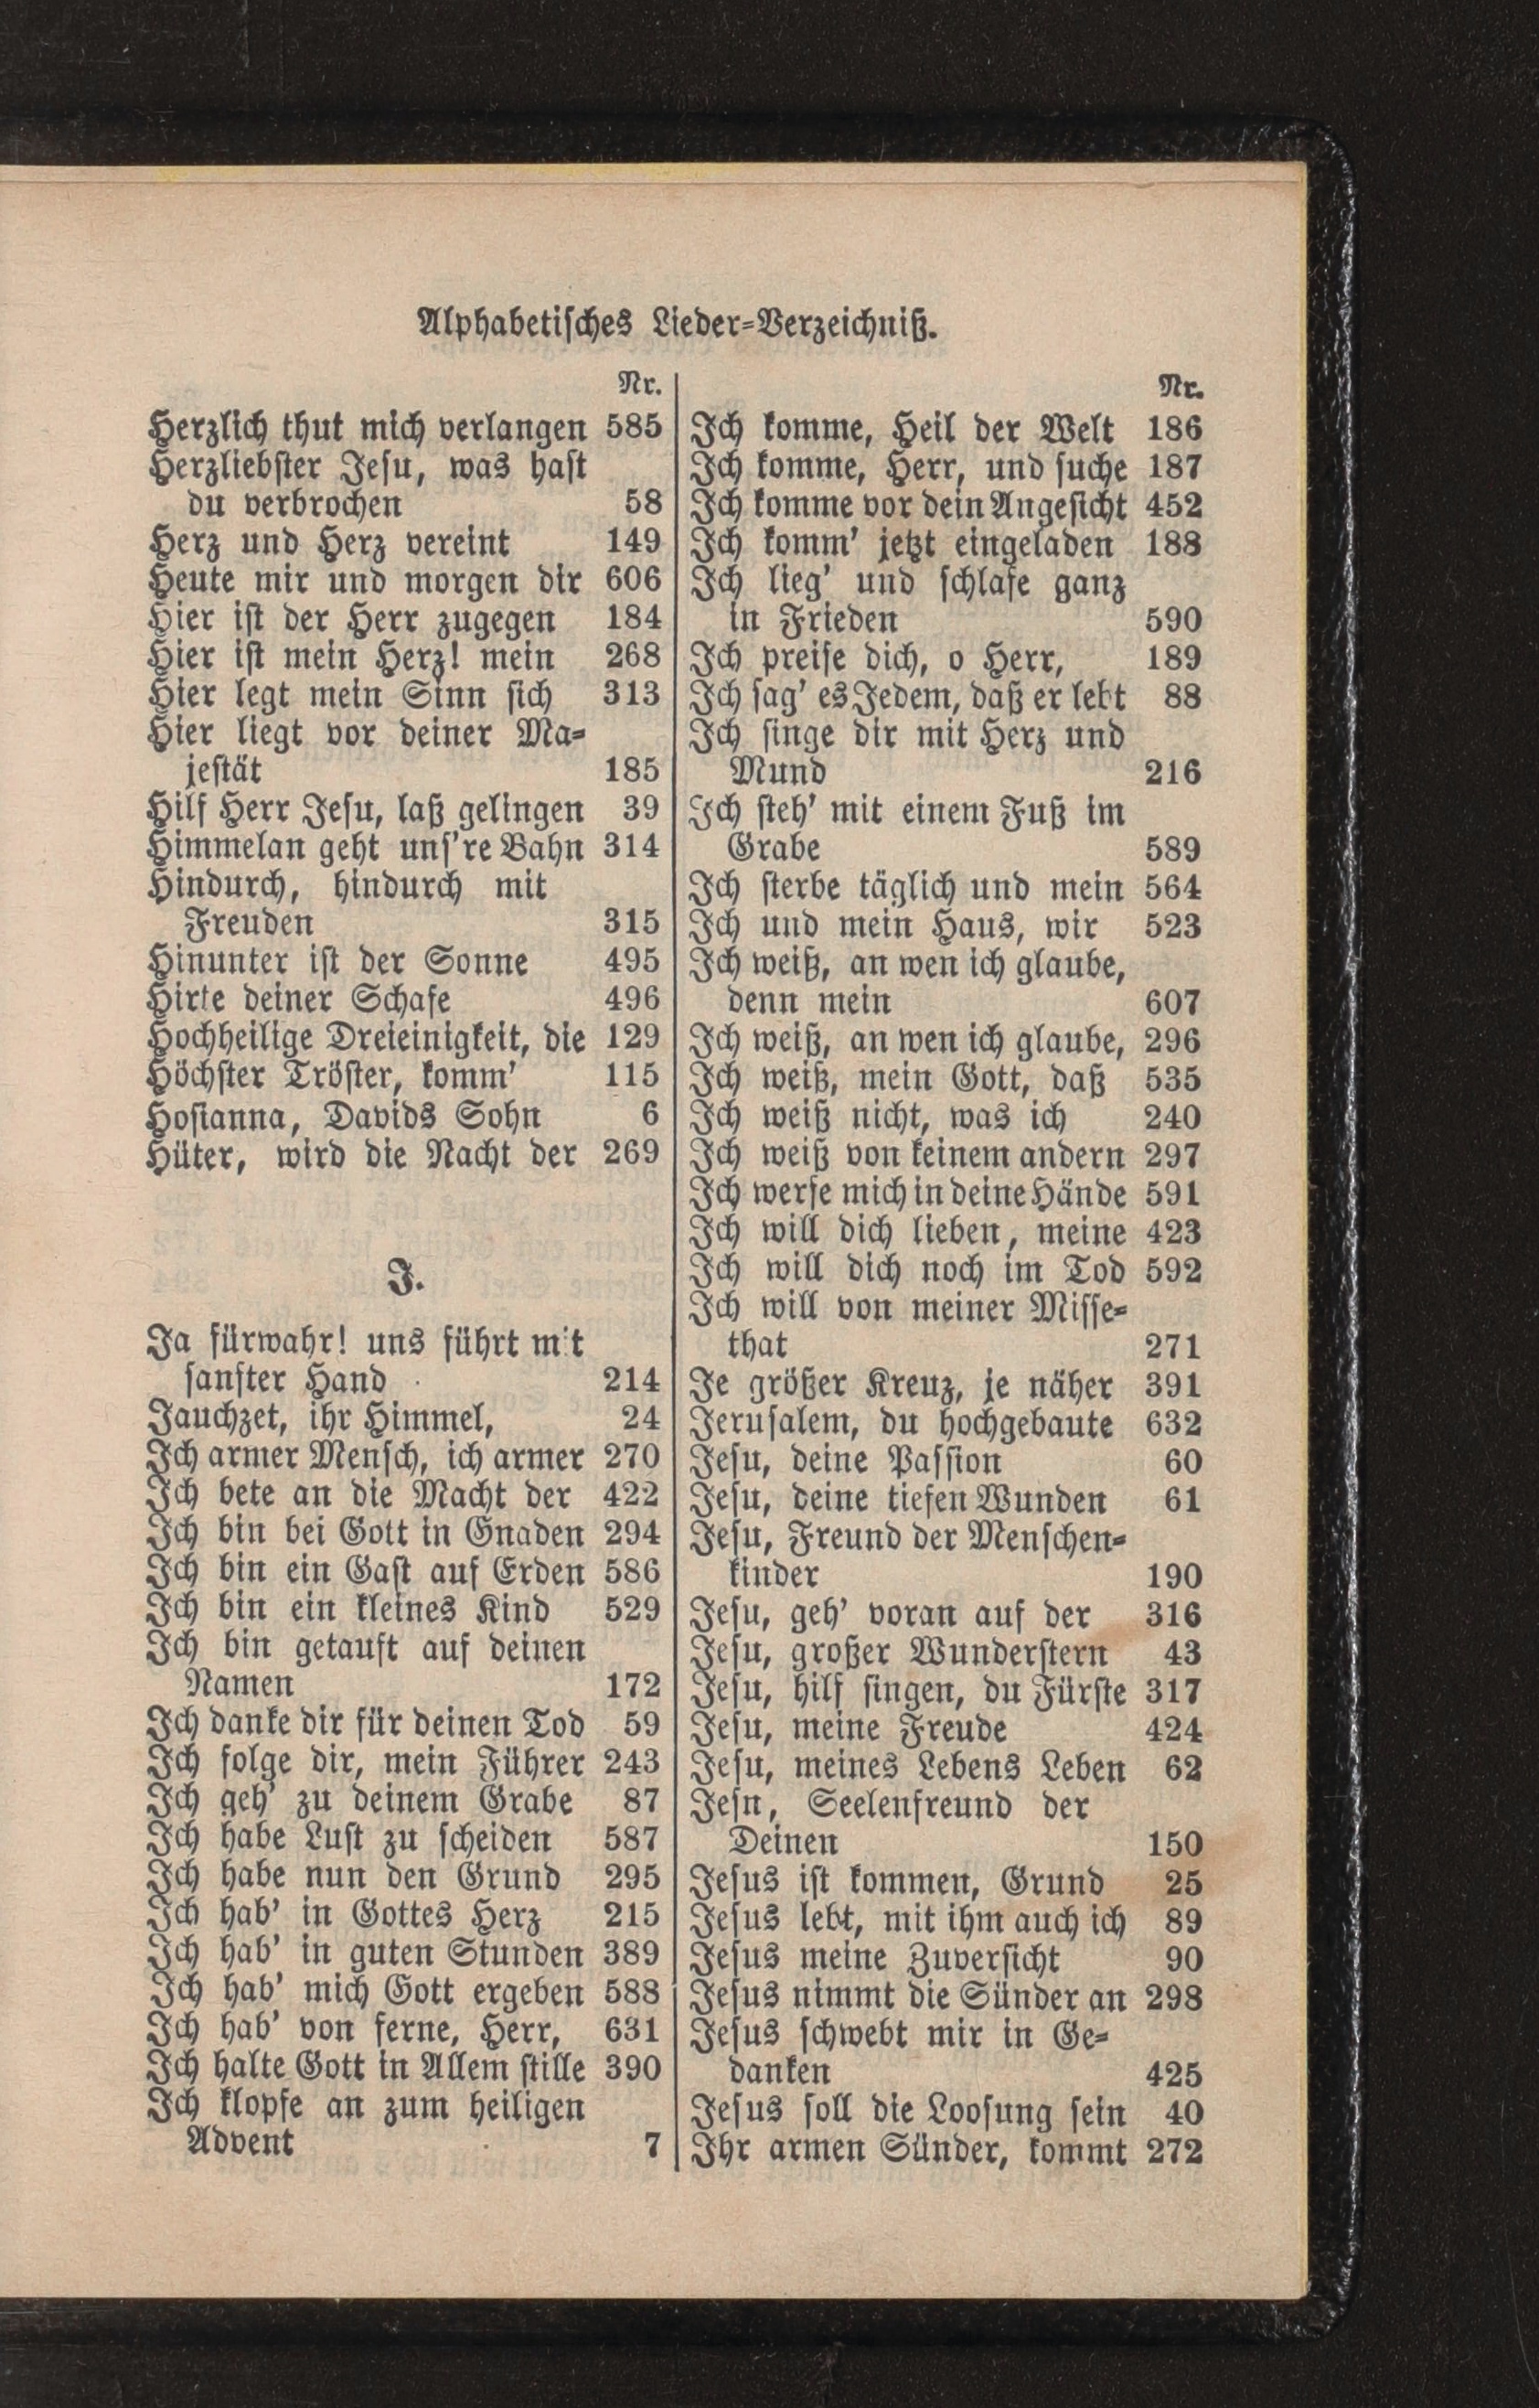 Alphabetisches Lieder-Verzeichniß.
Nr.
Herzlich thut mich verlangen 585
Herzliebster Jesu, was hast
du verbrochen 58
Herz und Herz vereint 149
Heute mir und morgen dir 606
Hier ist der Herr zugegen 184
Hier ist mein Herz! mein 268
Hier legt mein Sinn sich 313
Hier liegt vor deiner Ma-
jestät 185
Hilf Herr Jesu, laß gelingen 39
Himmelan geht uns're Bahn 314
Hindurch, hindurch mit
Freuden 315
Hinunter ist der Sonne 495
Hirte deiner Schafe 496
Hochheilige Dreieinigkeit, die 129
Höchster Tröster, komm' 115
Hosianna, Davids Sohn 6
Hüter, wird die Nacht der 269
J.
Ja fürwahr! uns führt mit
sanfter Hand 214
Jauchzet, ihr Himmel, 24
Ich armer Mensch, ich armer 270
Ich bete an die Macht der 422
Ich bin bei Gott in Gnaden 294
Ich bin ein Gast auf Erden 586
Ich bin ein kleines Kind 529
Ich bin getauft auf deinen
Namen 172
Ich danke dir für deinen Tod 59
Ich folge dir, mein Führer 243
Ich geh' zu deinem Grabe 87
Ich habe Lust zu scheiden 587
Ich habe nun den Grund 295
Ich hab' in Gottes Herz 215
Ich hab' in guten Stunden 389
Ich hab' mich Gott ergeben 588
Ich hab' von ferne, Herr, 631
Ich halte Gott in Allem stille 390
Ich klopfe an zum heiligen
Advent 7
Nr.
Ich komme, Heil der Welt 186
Ich komme, Herr, und suche 187
Ich komme vor dein Angesicht 452
Ich komm' jetzt eingeladen 188
Ich lieg' und schlafe ganz
in Frieden 590
Ich preise dich, o Herr, 189
Ich sag' es Jedem, daß er lebt 88
Ich singe dir mit Herz und
Mund 216
Ich steh' mit einem Fuß im
Grabe 589
Ich sterbe täglich und mein 564
Ich und mein Haus, wir 523
Ich weiß, an wen ich glaube,
denn mein 607
Ich weiß, an wen ich glaube, 296
Ich weiß, mein Gott, daß 535
Ich weiß nicht, was ich 240
Ich weiß von keinem andern 297
Ich werfe mich in deine Hände 591
Ich will dich lieben, meine 423
Ich will dich noch im Tod 592
Ich will von meiner Misse-
that 271
Je größer Kreuz, je näher 391
Jerusalem, du hochgebaute 632
Jesu, deine Passion 60
Jesu, deine tiefen Wunden 61
Jesu, Freund der Menschen-
kinder 190
Jesu, geh' voran auf der 316
Jesu, großer Wunderstern 43
Jesu, hilf singen, du Fürste 317
Jesu, meine Freude 424
Jesu, meines Lebens Leben 62
Jesn, Seelenfreund der
Deinen 150
Jesus ist kommen, Grund 25
Jesus lebt, mit ihm auch ich 89
Jesus meine Zuversicht 90
Jesus nimmt die Sünder an 298
Jesus schwebt mir in Ge-
danken 425
Jesus soll die Loosung sein 40
Ihr armen Sünder, kommt 272